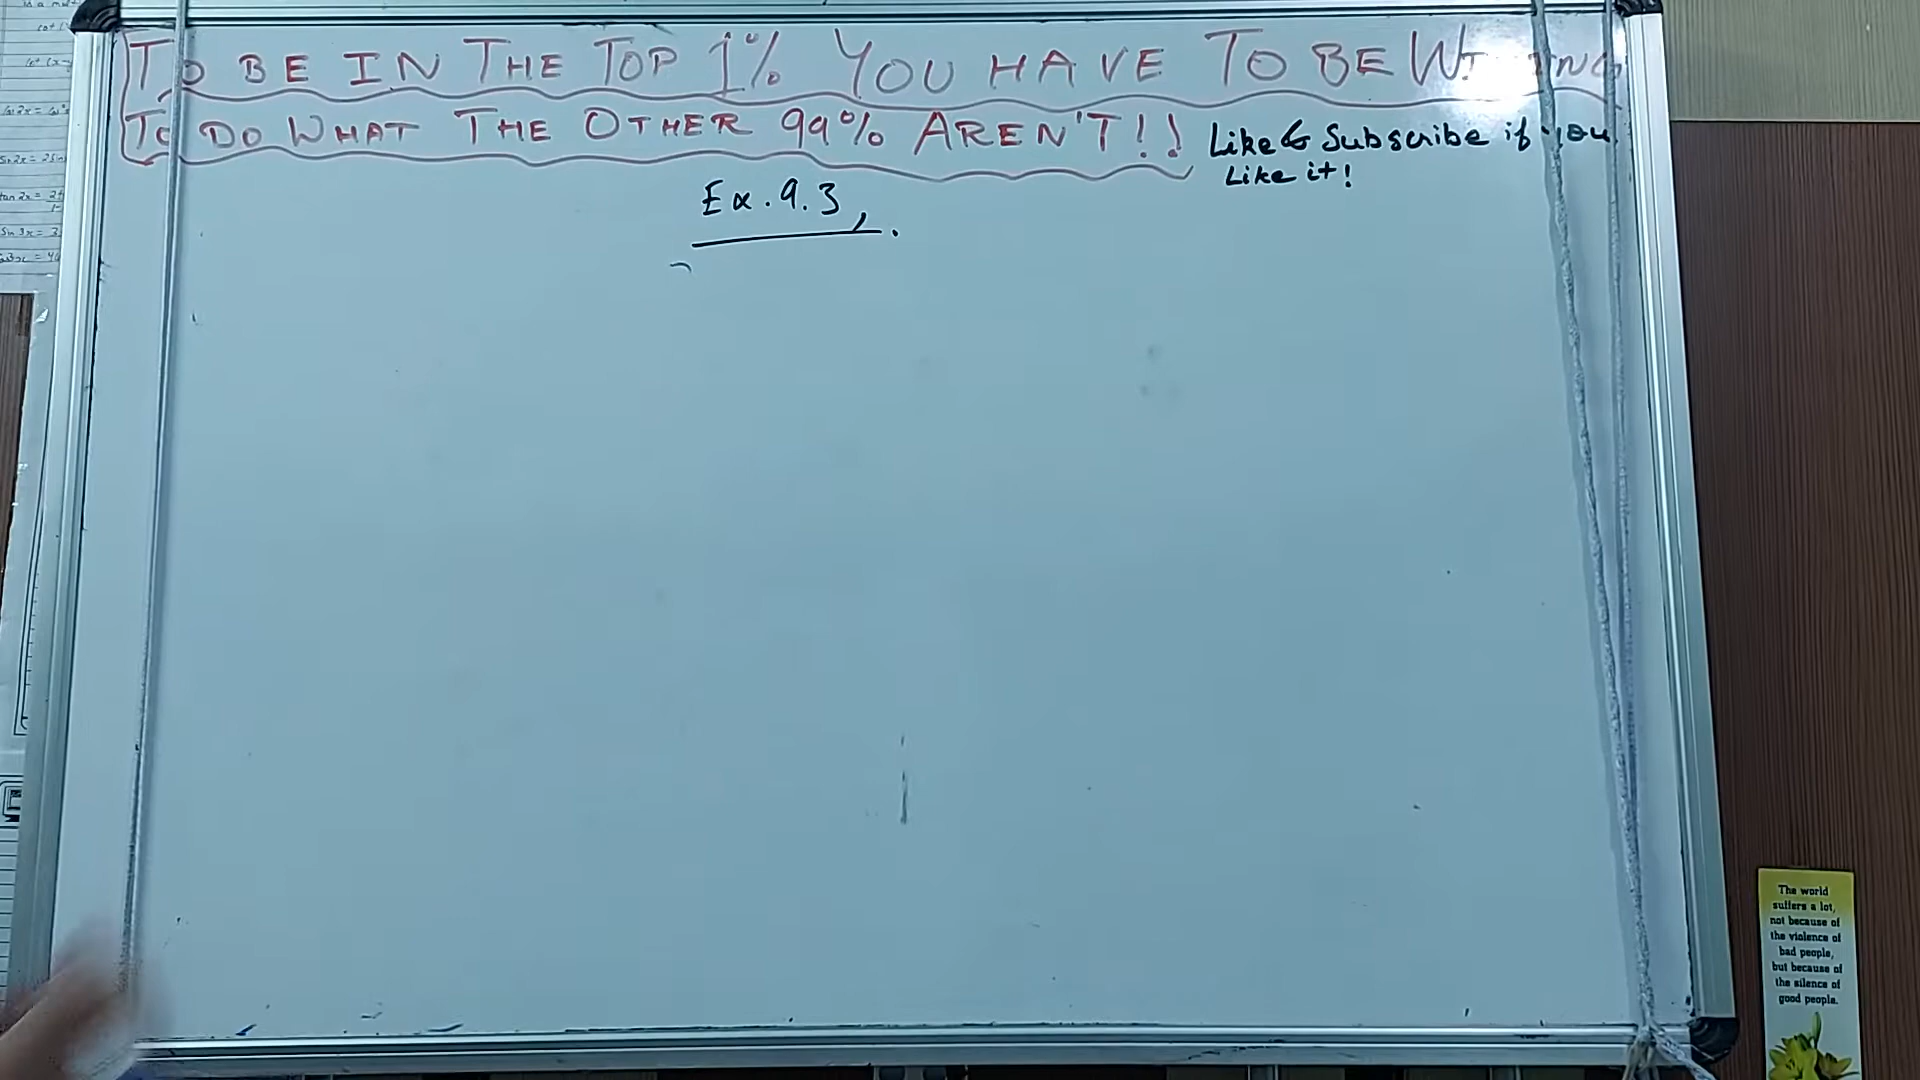 TO BE IN THE TOP 1% YOU HAVE TO BE
TO DO WHAT THE OTHER 99% AREN'T!!
Like & Subscribe if you
Like it!
Ex. 9.3,
The world
suffers a lot,
not because of
the violence of
bad people,
but because of
the silence of
good people.